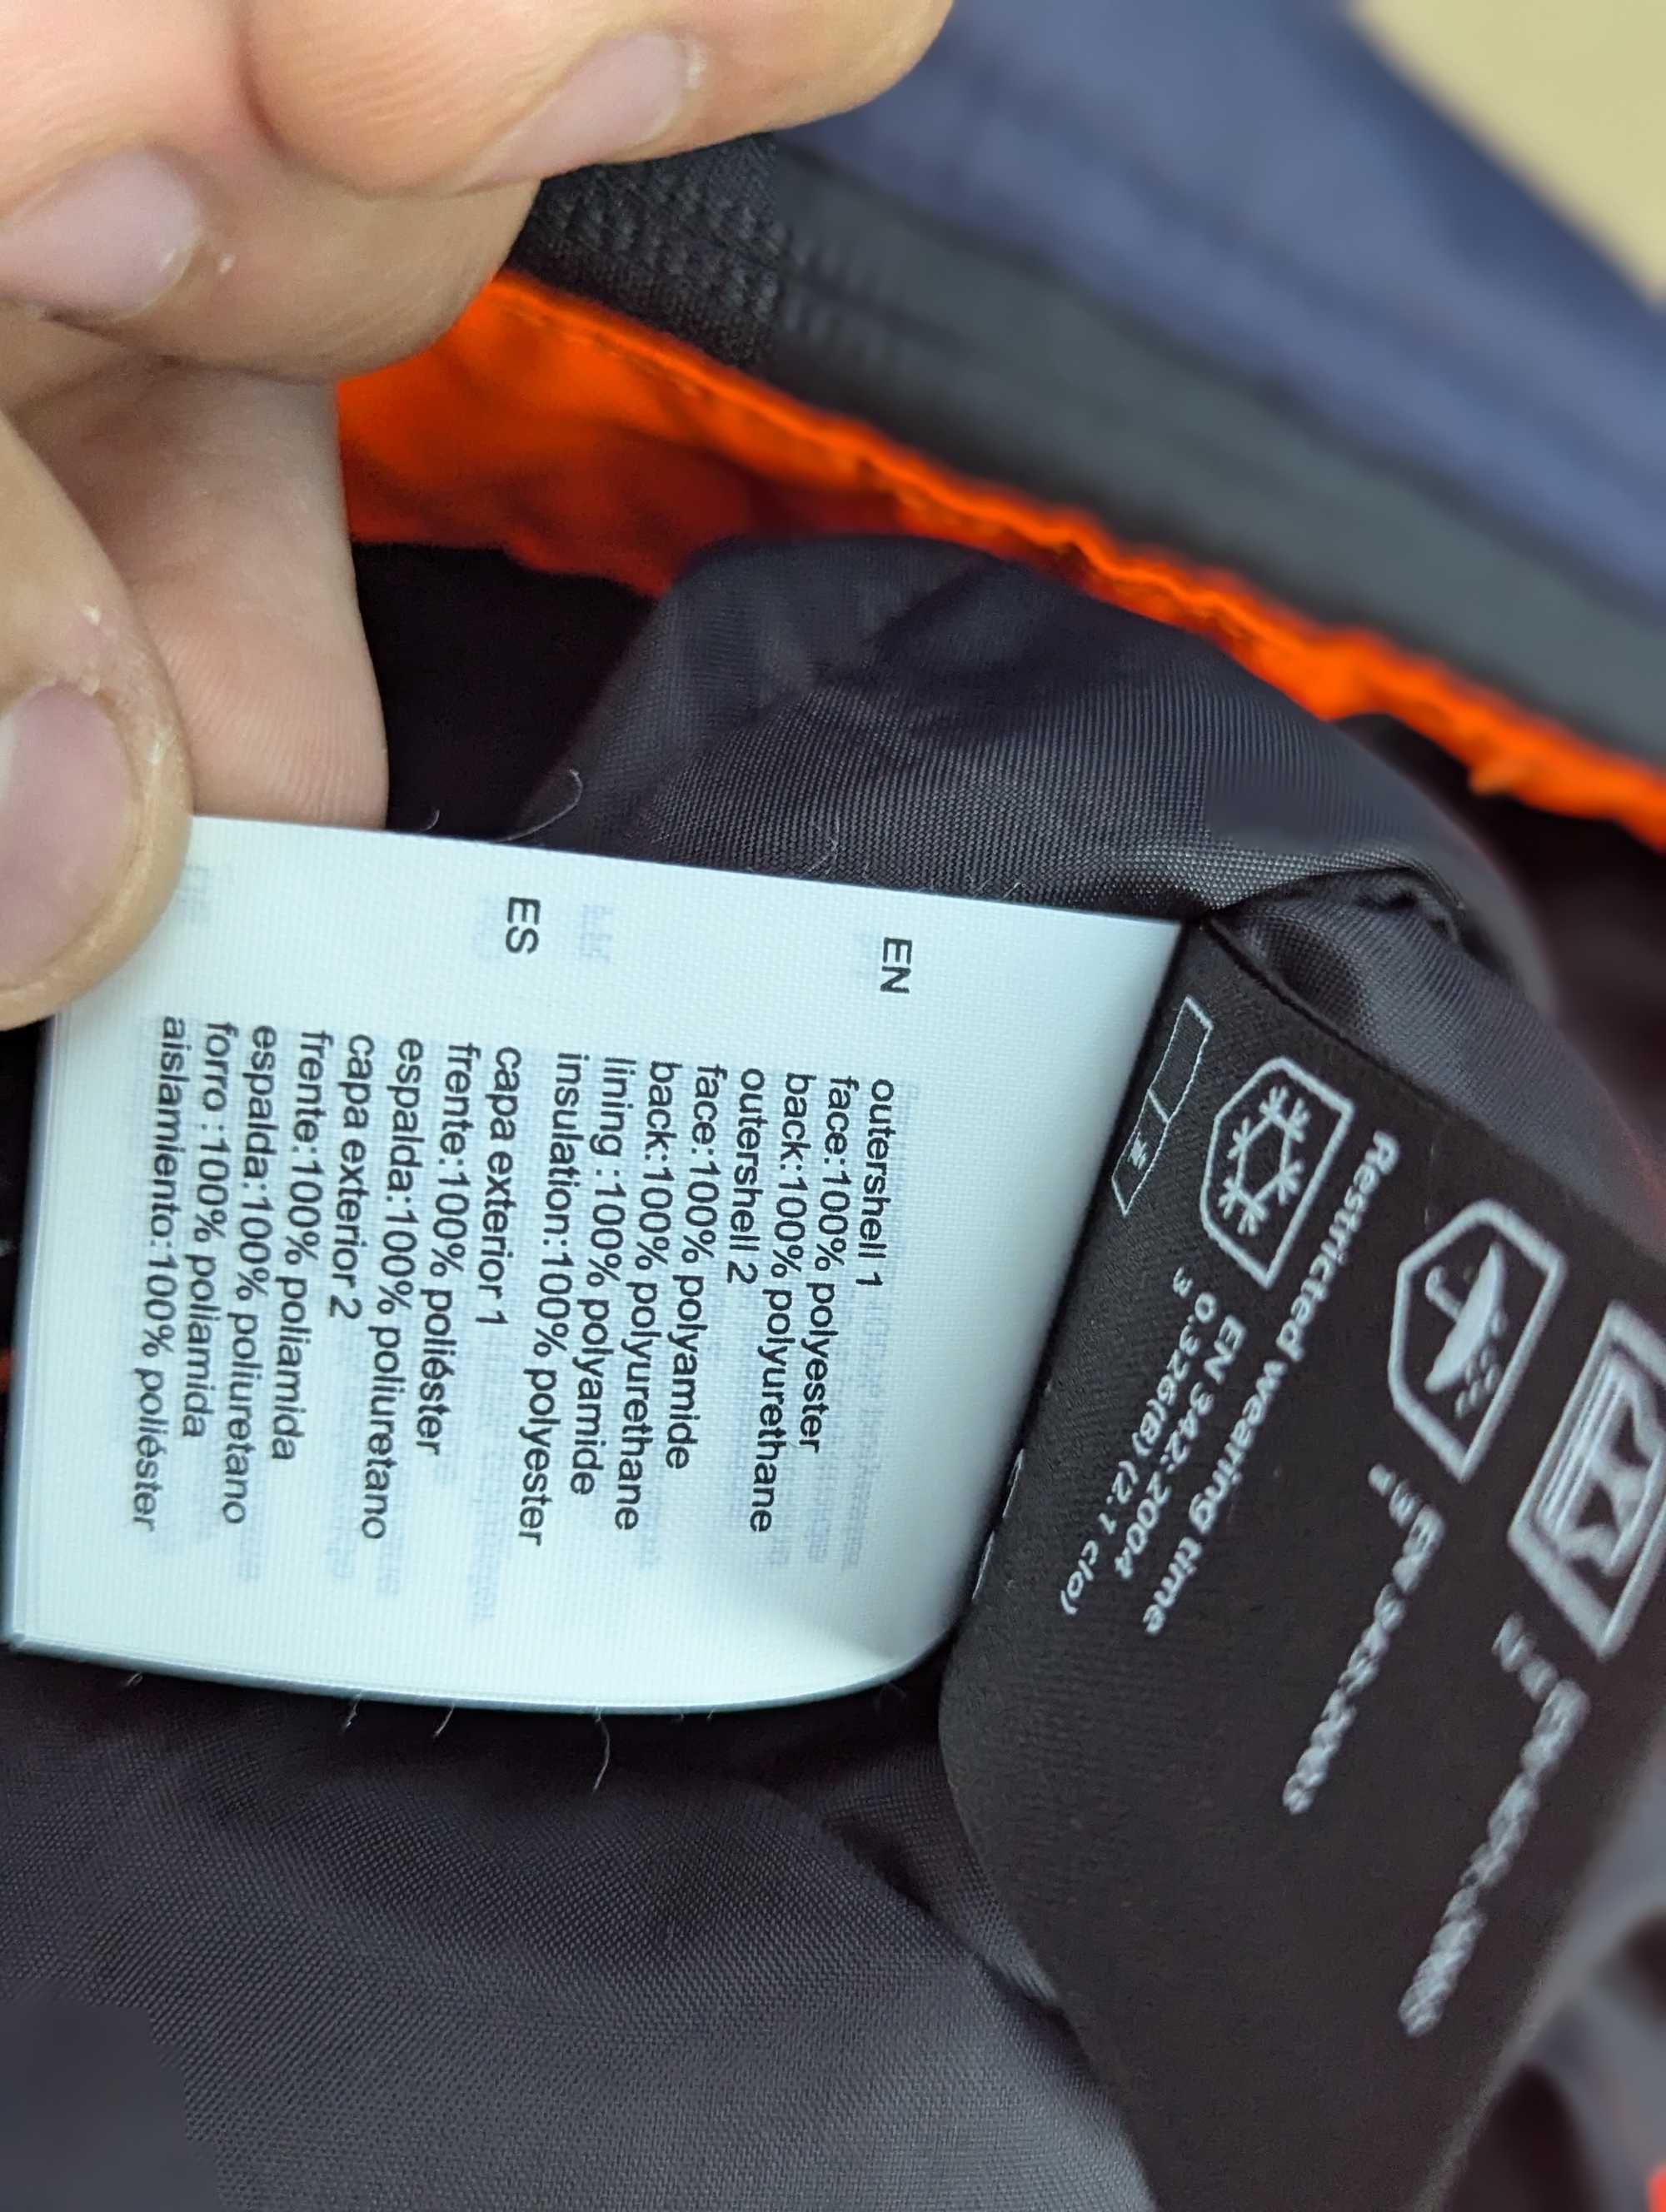 EN
outershell 1
face:100% polyester
back:100% polyurethane
outershell 2
face:100% polyamide
back:100% polyurethane
lining :100% polyamide
insulation:100% polyester
ES
capa exterior 1
frente:100% poliéster
espalda:100% poliuretano
capa exterior 2
frente:100% poliamida
espalda:100% poliuretano
forro :100% poliamida
aislamiento:100% poliéster
Restricted wearing time
EN 342:2004
0.326(B) (2.1 clo)
3